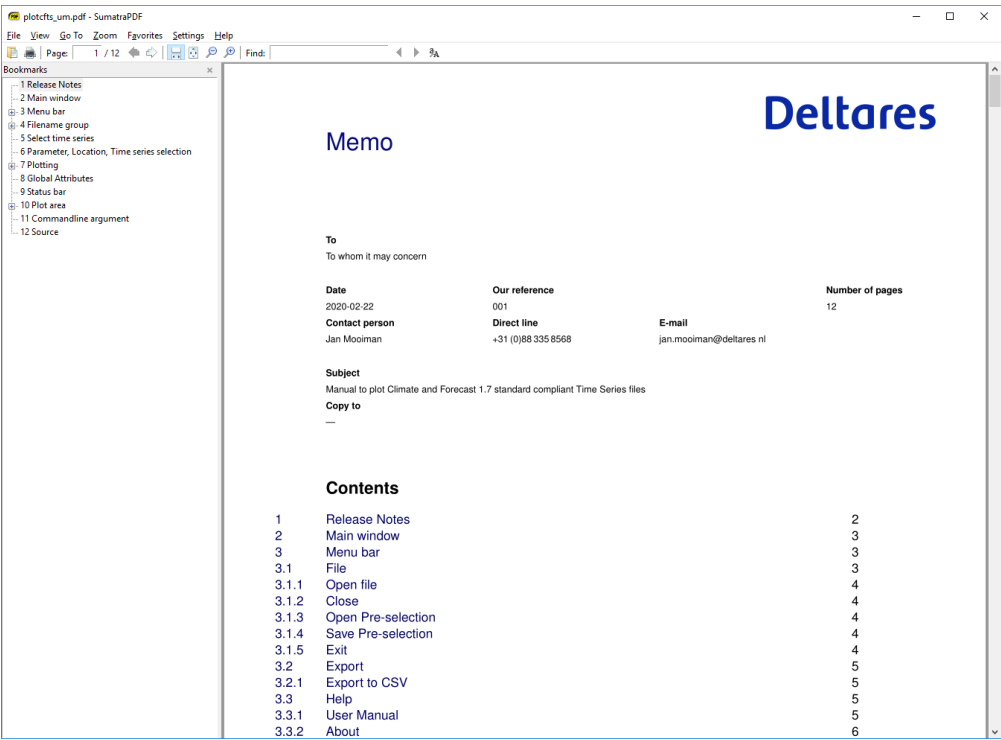 plotcfts_um.pdf - SumatraPDF
File View Go To Zoom Favorites Settings Help
Page: 1 / 12 Find:
Bookmarks
1 Release Notes
2 Main window
3 Menu bar
4 Filename group
5 Select time series
6 Parameter, Location, Time series selection
7 Plotting
8 Global Attributes
9 Status bar
10 Plot area
11 Commandline argument
12 Source
Deltares
Memo
To
To whom it may concern
Date Our reference Number of pages
2020-02-22 001 12
Contact person Direct line E-mail
Jan Mooiman +31 (0)88 335 8568 jan.mooiman@deltares nl
Subject
Manual to plot Climate and Forecast 1.7 standard compliant Time Series files
Copy to
—
Contents
1 Release Notes 2
2 Main window 3
3 Menu bar 3
3.1 File 3
3.1.1 Open file 4
3.1.2 Close 4
3.1.3 Open Pre-selection 4
3.1.4 Save Pre-selection 4
3.1.5 Exit 4
3.2 Export 5
3.2.1 Export to CSV 5
3.3 Help 5
3.3.1 User Manual 5
3.3.2 About 6